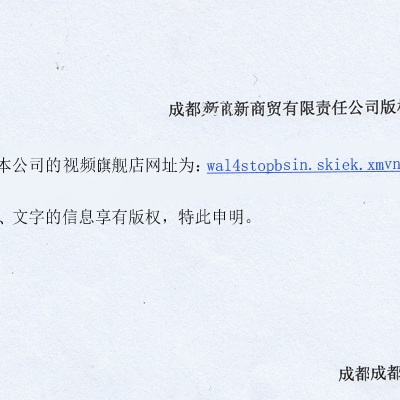 成都新㐮新商贸有限责任公司版权
本公司的视频旗舰店网址为：wal4stopbsin.skiek.xmvn
、文字的信息享有版权，特此申明。
成都成都